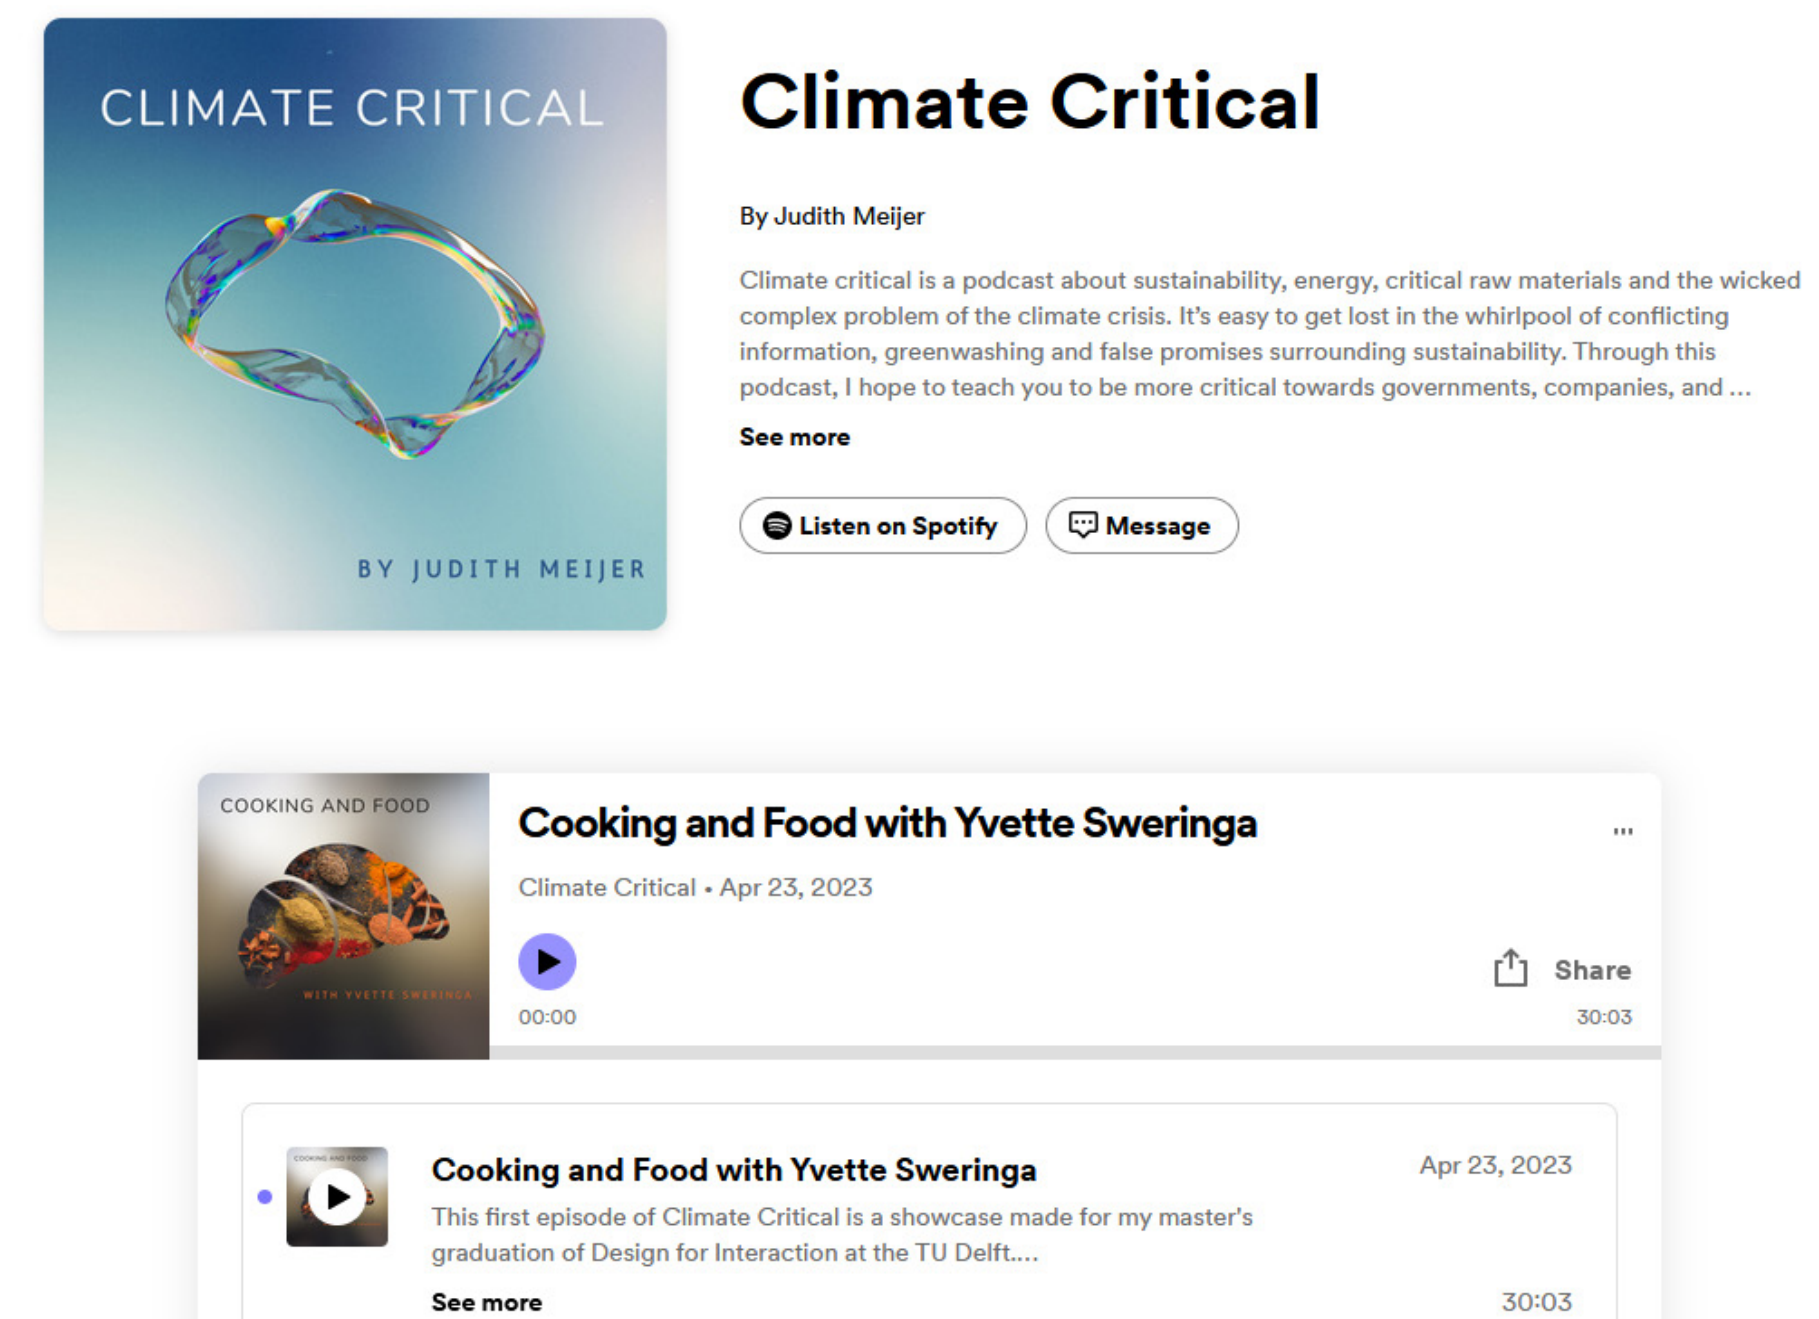 CLIMATE CRITICAL
BY JUDITH MEIJER
Climate Critical
By Judith Meijer
Climate critical is a podcast about sustainability, energy, critical raw materials and the wicked
complex problem of the climate crisis. It's easy to get lost in the whirlpool of conflicting
information, greenwashing and false promises surrounding sustainability. Through this
podcast, I hope to teach you to be more critical towards governments, companies, and ...
See more
Listen on Spotify
Message
COOKING AND FOOD
WITH YVETTE SWERINGA
Cooking and Food with Yvette Sweringa
...
Climate Critical • Apr 23, 2023
Share
00:00
30:03
COOKING AND FOOD
Cooking and Food with Yvette Sweringa
Apr 23, 2023
This first episode of Climate Critical is a showcase made for my master's
graduation of Design for Interaction at the TU Delft....
See more
30:03